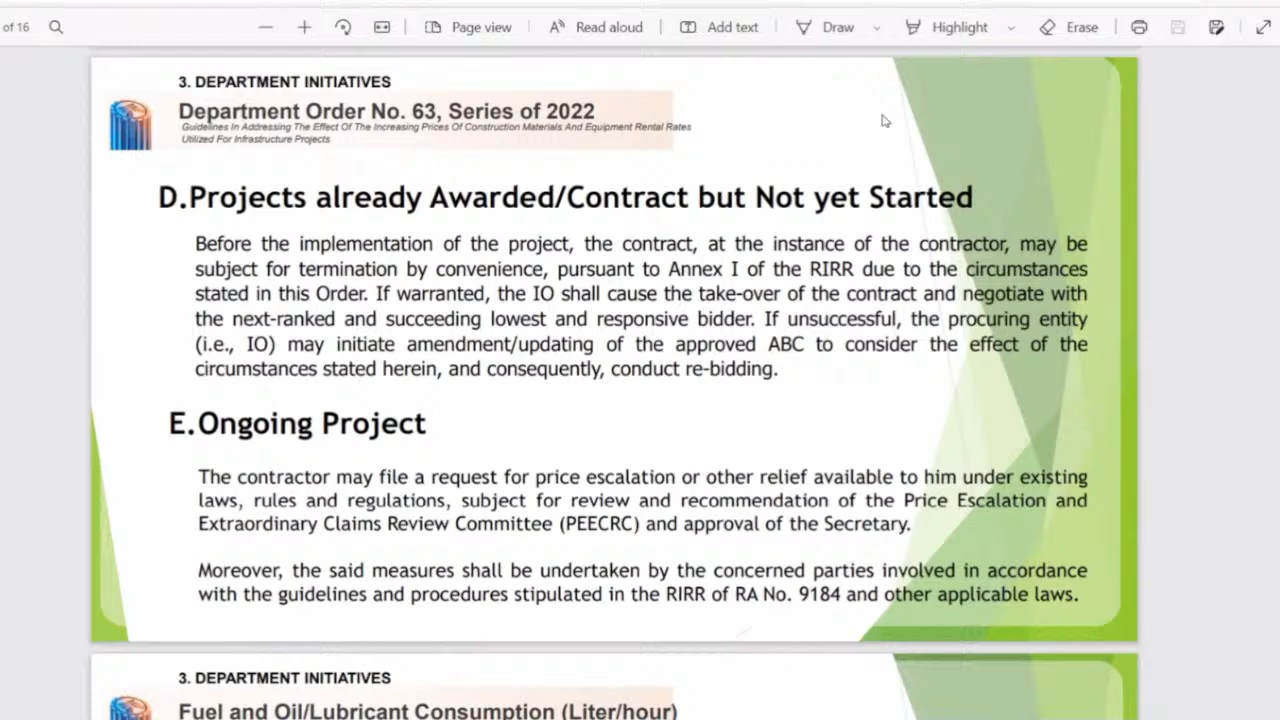 of 16
Page view
Read aloud
Add text
Draw
Highlight
Erase
3. DEPARTMENT INITIATIVES
Department Order No. 63, Series of 2022
Guidelines In Addressing The Effect Of The Increasing Prices Of Construction Materials And Equipment Rental Rates
Utilized For Infrastructure Projects
D.Projects already Awarded/Contract but Not yet Started
Before the implementation of the project, the contract, at the instance of the contractor, may be
subject for termination by convenience, pursuant to Annex I of the RIRR due to the circumstances
stated in this Order. If warranted, the IO shall cause the take-over of the contract and negotiate with
the next-ranked and succeeding lowest and responsive bidder. If unsuccessful, the procuring entity
(i.e., IO) may initiate amendment/updating of the approved ABC to consider the effect of the
circumstances stated herein, and consequently, conduct re-bidding.
E.Ongoing Project
The contractor may file a request for price escalation or other relief available to him under existing
laws, rules and regulations, subject for review and recommendation of the Price Escalation and
Extraordinary Claims Review Committee (PEECRC) and approval of the Secretary.
Moreover, the said measures shall be undertaken by the concerned parties involved in accordance
with the guidelines and procedures stipulated in the RIRR of RA No. 9184 and other applicable laws.
3. DEPARTMENT INITIATIVES
Fuel and Oil/Lubricant Consumption (Liter/hour)